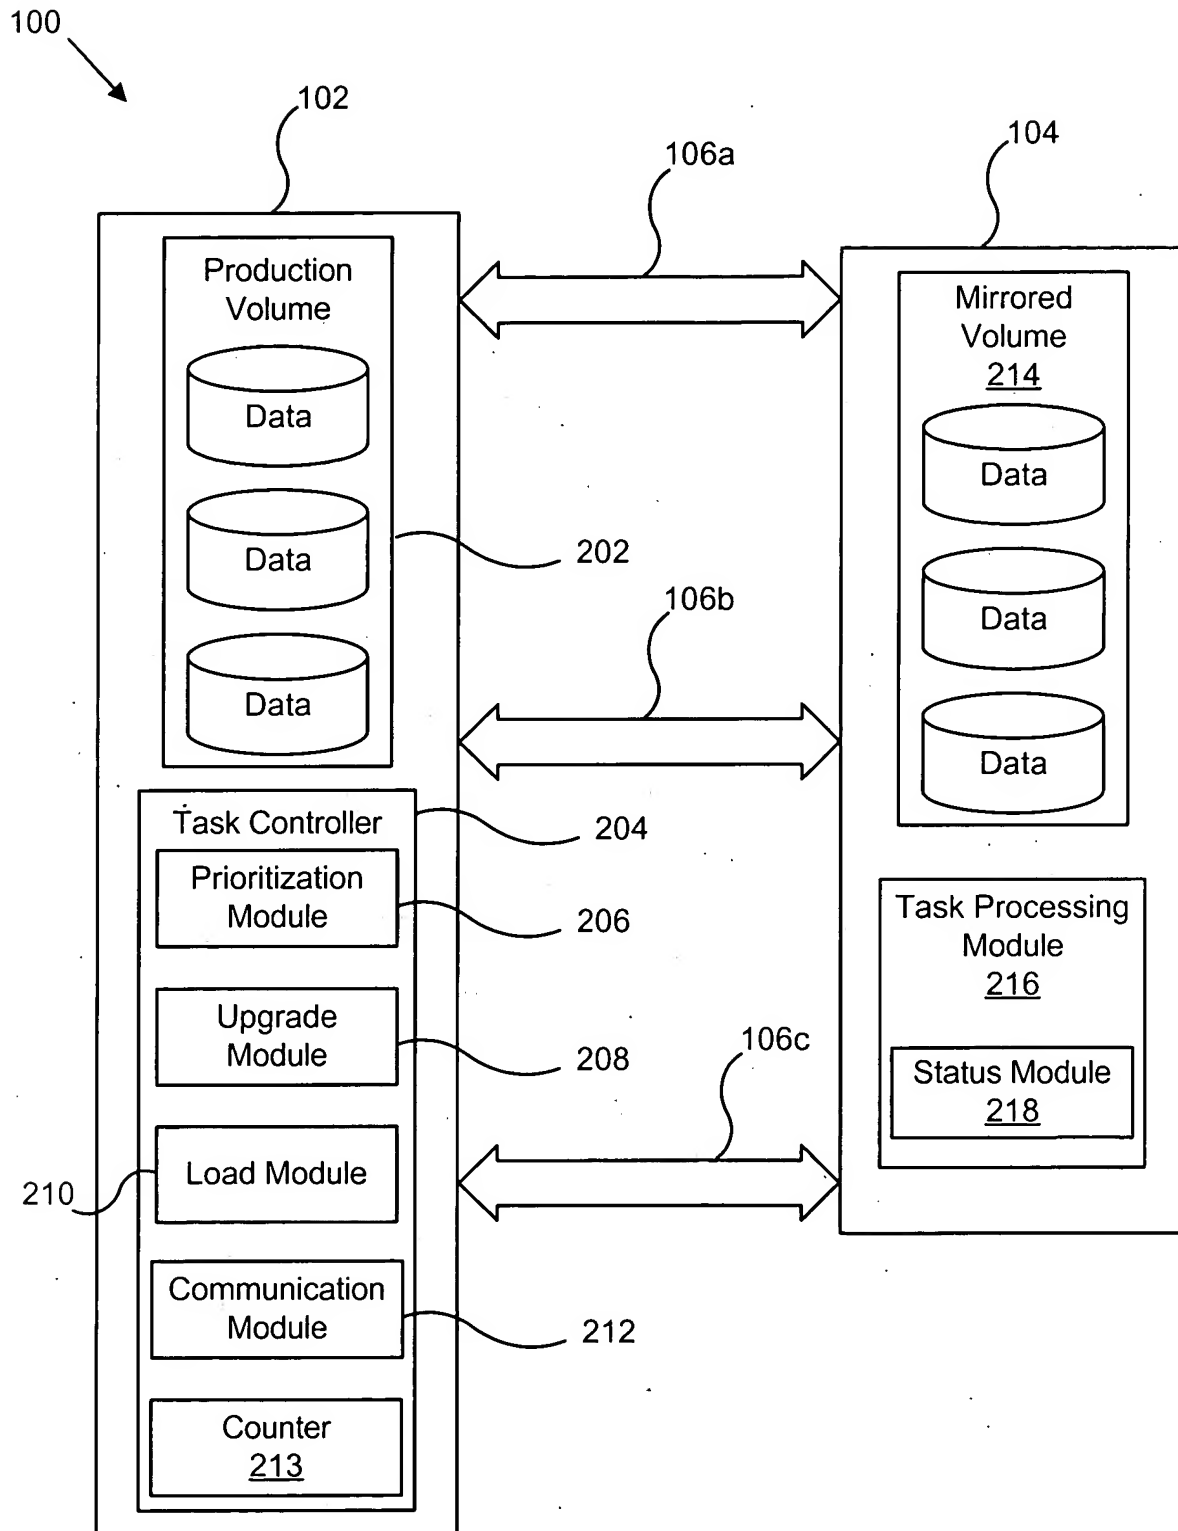 100
102
106a
104
Production
Volume
Data
Data
Data
202
Mirrored
Volume
214
Data
Data
Data
106b
Task Controller
204
Prioritization
Module
206
Upgrade
Module
208
Load Module
210
Communication
Module
212
Counter
213
106c
Task Processing
Module
216
Status Module
218